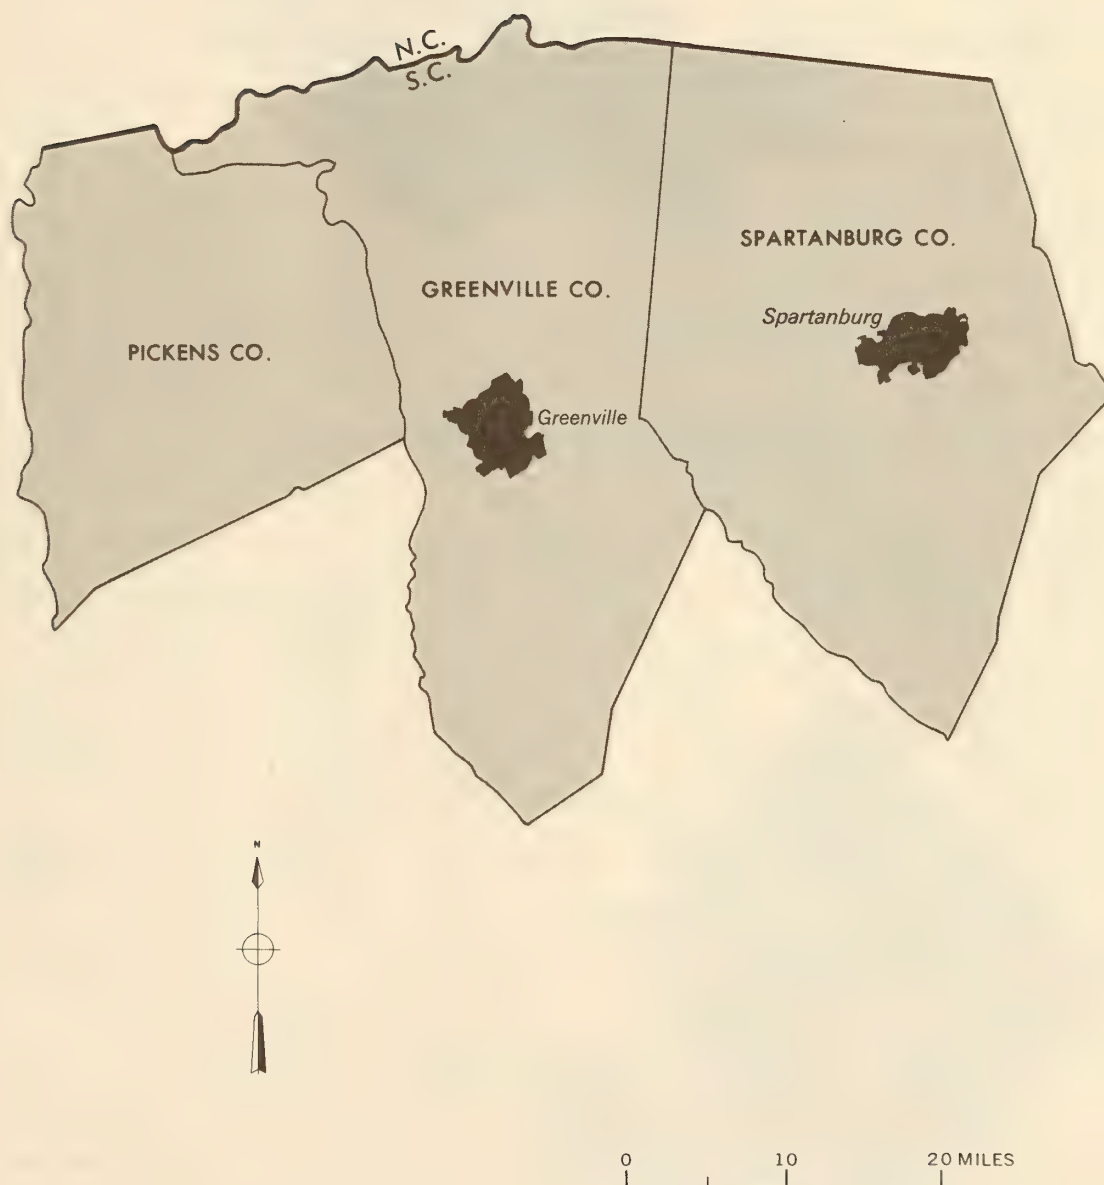 N.C.
S.C.
SPARTANBURG CO.
GREENVILLE CO.
Spartanburg
PICKENS CO.
Greenville
N
0 10 20 MILES